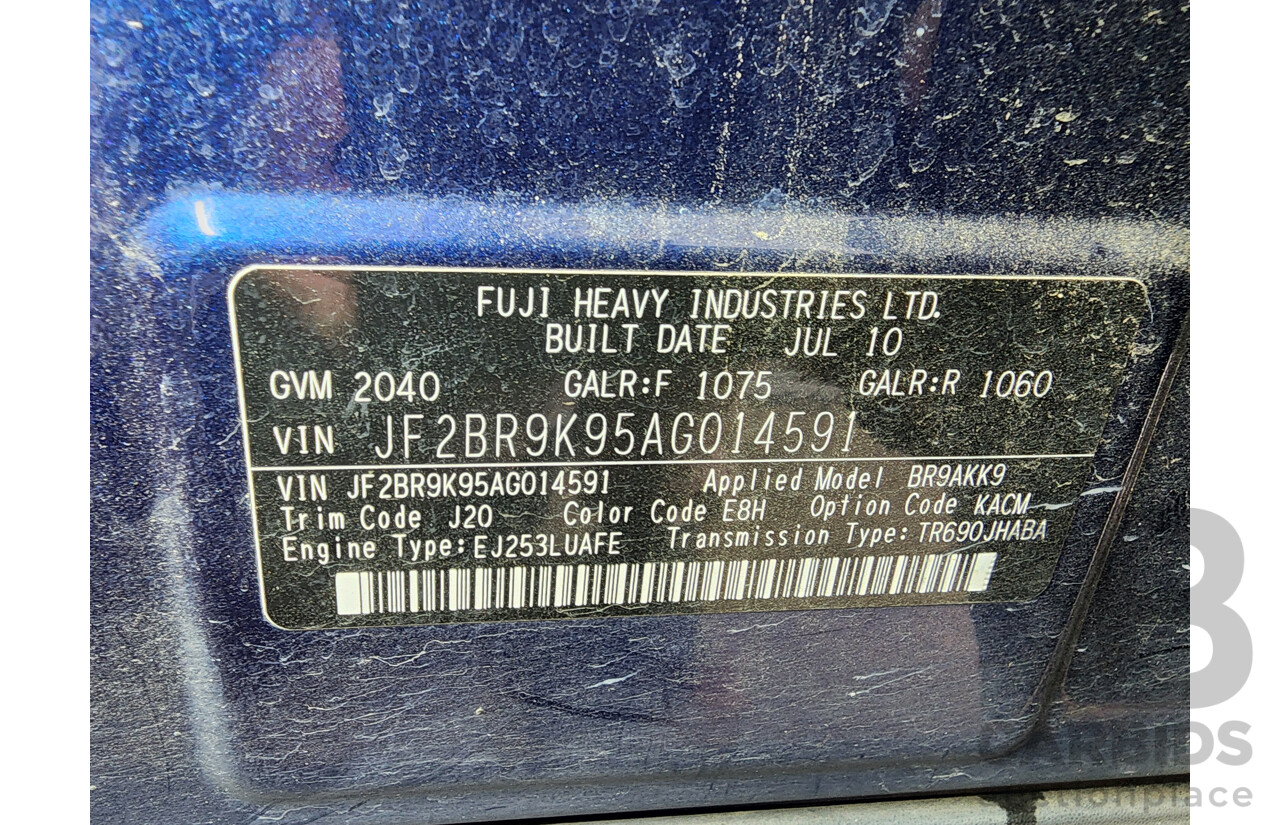 FUJI HEAVY INDUSTRIES LTD.
BUILT DATE JUL 10
GVM 2040 GALR:F 1075 GALR:R 1060
VIN JF2BR9K95AG014591
VIN JF2BR9K95AG014591 Applied Model BR9AKK9
Trim Code J20 Color Code E8H Option Code KACM
Engine Type:EJ253LUAFE Transmission Type:TR690JHABA